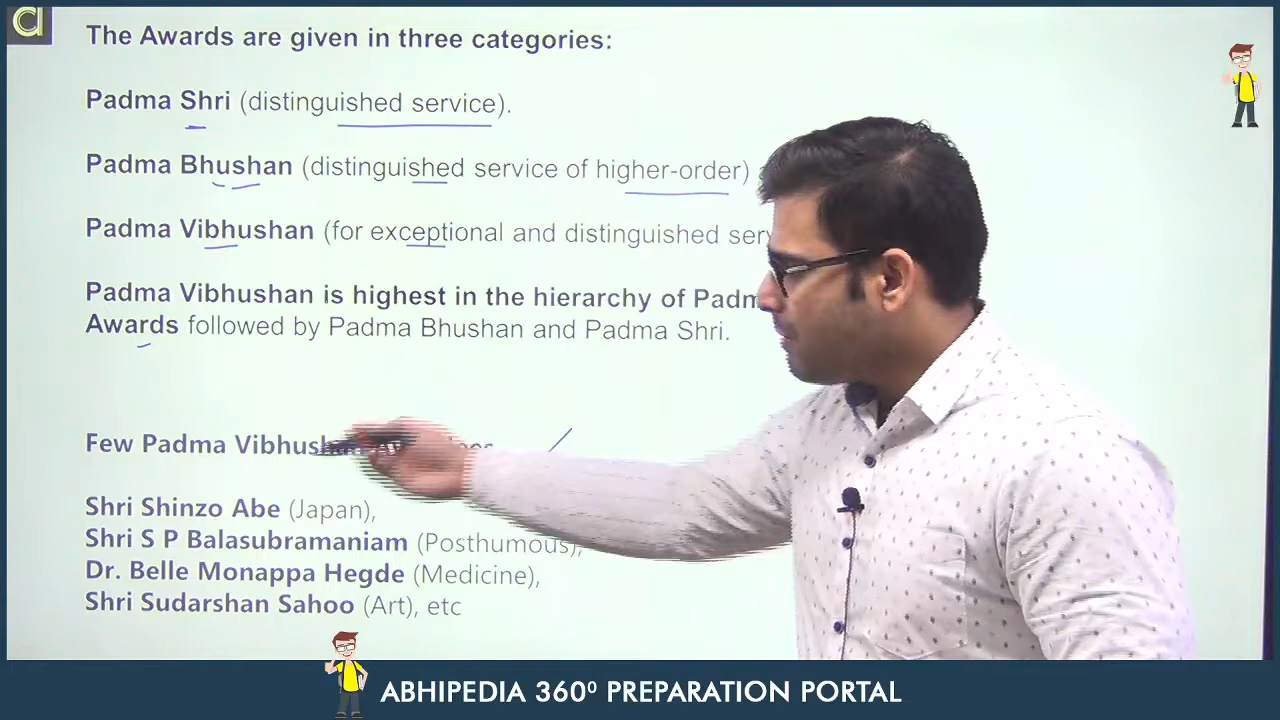 a
The Awards are given in three categories:
Padma Shri (distinguished service).
Padma Bhushan (distinguished service of higher-order)
Padma Vibhushan (for exceptional and distinguished
Padma Vibhushan is highest in the hierarchy of
Awards followed by Padma Bhushan and Padma Shri.
Few Padma
Shri Shinzo Abe (Japan),
Shri S P Balasubramaniam (Posthumous),
Dr. Belle Monappa Hegde (Medicine),
Shri Sudarshan Sahoo (Art), etc
ABHIPEDIA 360⁰ PREPARATION PORTAL